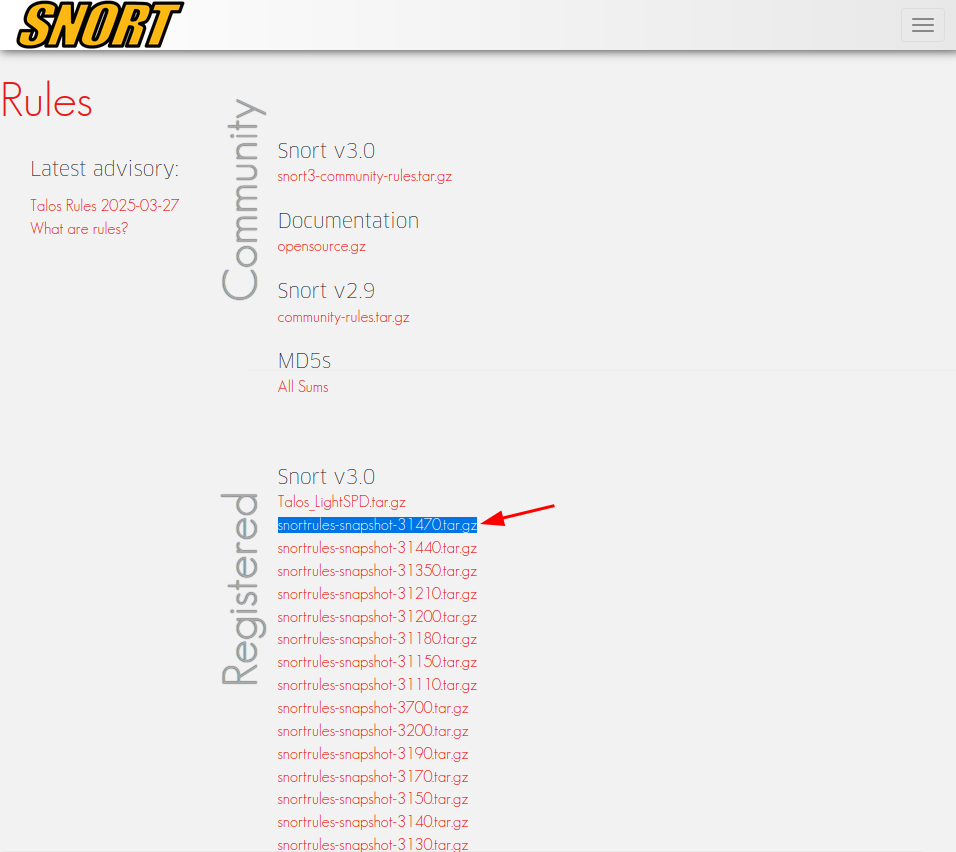 SNORT
Rules
Latest advisory:
Talos Rules 2025-03-27
What are rules?
Community
Snort v3.0
snort3-community-rules.tar.gz
Documentation
opensource.gz
Snort v2.9
community-rules.tar.gz
MD5s
All Sums
Registered
Snort v3.0
Talos_LightSPD.tar.gz
snortrules-snapshot-31470.tar.gz
snortrules-snapshot-31440.tar.gz
snortrules-snapshot-31350.tar.gz
snortrules-snapshot-31210.tar.gz
snortrules-snapshot-31200.tar.gz
snortrules-snapshot-31180.tar.gz
snortrules-snapshot-31150.tar.gz
snortrules-snapshot-31110.tar.gz
snortrules-snapshot-3700.tar.gz
snortrules-snapshot-3200.tar.gz
snortrules-snapshot-3190.tar.gz
snortrules-snapshot-3170.tar.gz
snortrules-snapshot-3150.tar.gz
snortrules-snapshot-3140.tar.gz
snortrules-snapshot-3130.tar.gz